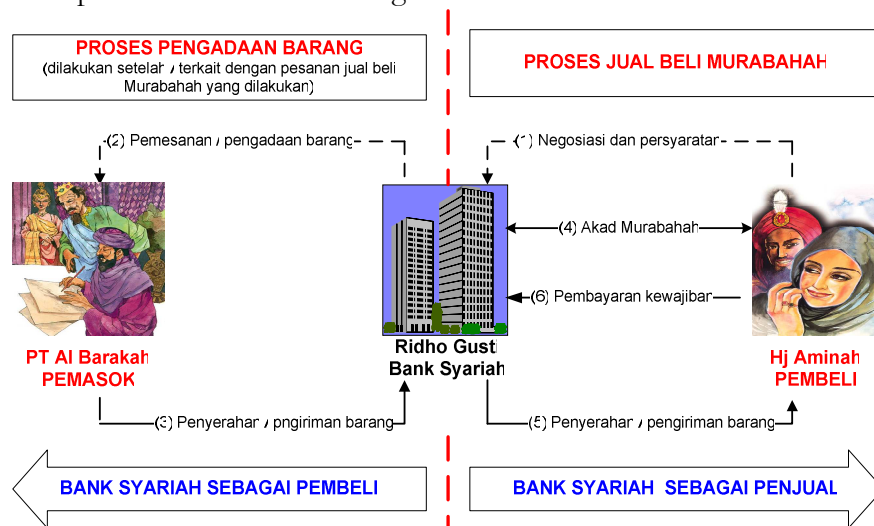 PROSES PENGADAAN BARANG
(dilakukan setelah / terkait dengan pesanan jual beli
Murabahah yang dilakukan)
PROSES JUAL BELI MURABAHAH
(2) Pemesanan / pengadaan barang
(1) Negosiasi dan persyaratan
(4) Akad Murabahah
(6) Pembayaran kewajiban
PT Al Barakah
PEMASOK
Ridho Gusti
Bank Syariah
Hj Aminah
PEMBELI
(3) Penyerahan / pngiriman barang
(5) Penyerahan / pengiriman barang
BANK SYARIAH SEBAGAI PEMBELI
BANK SYARIAH SEBAGAI PENJUAL